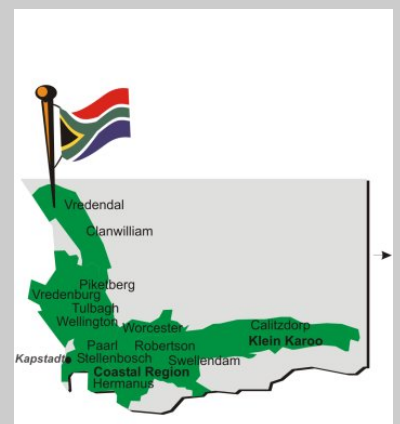 Vredendal
Clanwilliam
Piketberg
Vredenburg
Tulbagh
Wellington
Worcester
Calitzdorp
Paarl
Robertson
Klein Karoo
Kapstadt
Stellenbosch
Swellendam
Coastal Region
Hermanus